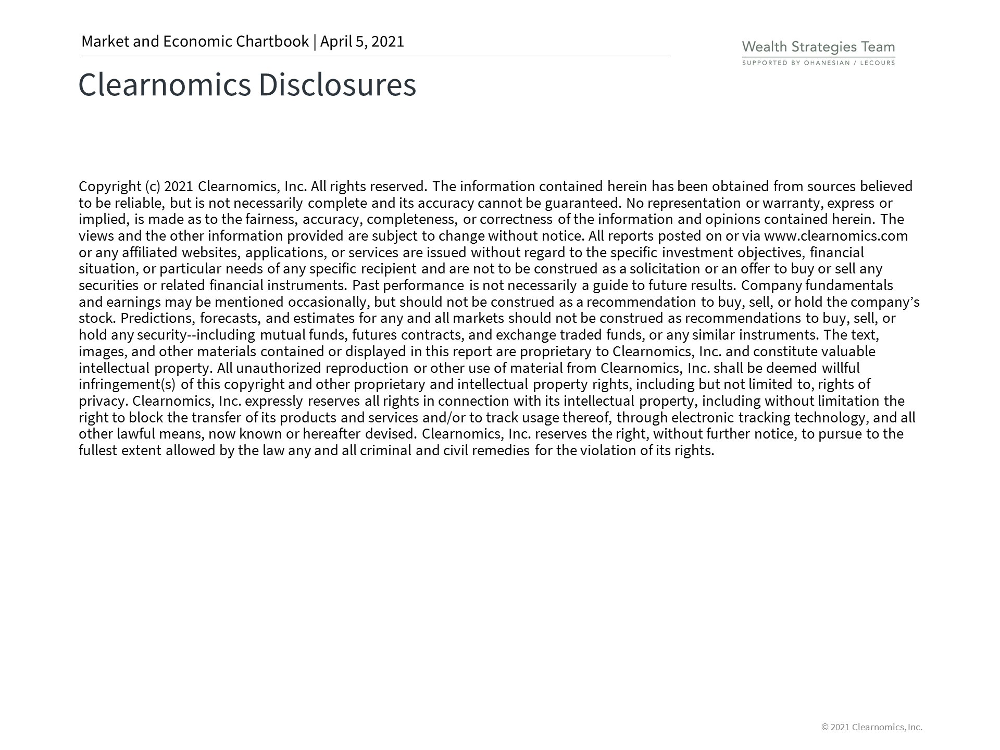 Market and Economic Chartbook | April 5, 2021
Wealth Strategies Team
SUPPORTED BY OHANESIAN / LECOURS
Clearnomics Disclosures
Copyright (c) 2021 Clearnomics, Inc. All rights reserved. The information contained herein has been obtained from sources believed
to be reliable, but is not necessarily complete and its accuracy cannot be guaranteed. No representation or warranty, express or
implied, is made as to the fairness, accuracy, completeness, or correctness of the information and opinions contained herein. The
views and the other information provided are subject to change without notice. All reports posted on or via www.clearnomics.com
or any affiliated websites, applications, or services are issued without regard to the specific investment objectives, financial
situation, or particular needs of any specific recipient and are not to be construed as a solicitation or an offer to buy or sell any
securities or related financial instruments. Past performance is not necessarily a guide to future results. Company fundamentals
and earnings may be mentioned occasionally, but should not be construed as a recommendation to buy, sell, or hold the company’s
stock. Predictions, forecasts, and estimates for any and all markets should not be construed as recommendations to buy, sell, or
hold any security--including mutual funds, futures contracts, and exchange traded funds, or any similar instruments. The text,
images, and other materials contained or displayed in this report are proprietary to Clearnomics, Inc. and constitute valuable
intellectual property. All unauthorized reproduction or other use of material from Clearnomics, Inc. shall be deemed willful
infringement(s) of this copyright and other proprietary and intellectual property rights, including but not limited to, rights of
privacy. Clearnomics, Inc. expressly reserves all rights in connection with its intellectual property, including without limitation the
right to block the transfer of its products and services and/or to track usage thereof, through electronic tracking technology, and all
other lawful means, now known or hereafter devised. Clearnomics, Inc. reserves the right, without further notice, to pursue to the
fullest extent allowed by the law any and all criminal and civil remedies for the violation of its rights.
© 2021 Clearnomics, Inc.